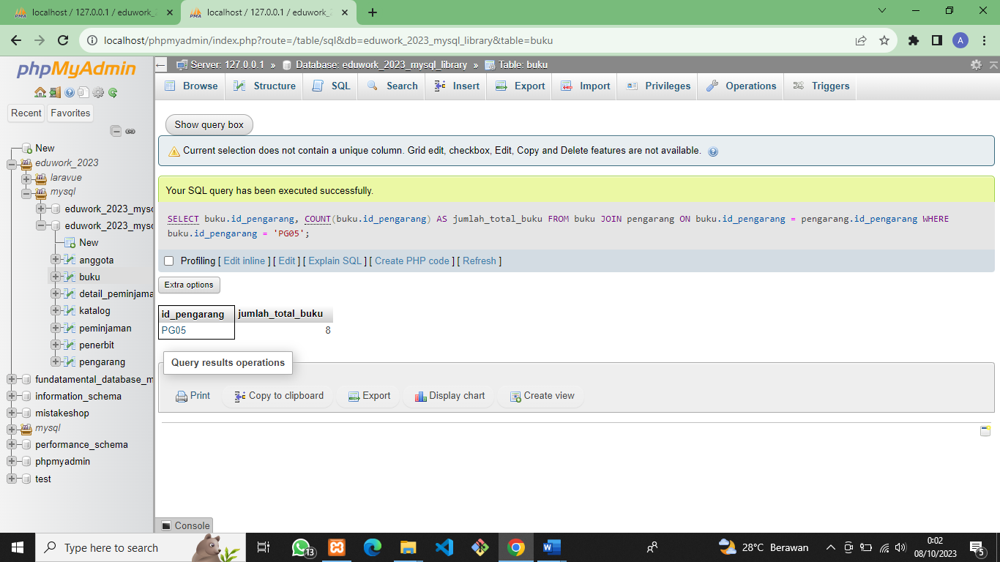 localhost / 127.0.0.1 / eduwork_2
localhost / 127.0.0.1 / eduwork_2
localhost/phpmyadmin/index.php?route=/table/sql&db=eduwork_2023_mysql_library&table=buku
A
phpMyAdmin
Server: 127.0.0.1 » Database: eduwork_2023_mysql_library » Table: buku
Browse Structure SQL Search Insert Export Import Privileges Operations Triggers
Recent Favorites
New
eduwork_2023
laravue
mysql
eduwork_2023_myso
eduwork_2023_myso
New
anggota
buku
detail_peminjama
katalog
peminjaman
penerbit
pengarang
fundatamental_database_m
information_schema
mistakeshop
mysql
performance_schema
phpmyadmin
test
Show query box
Current selection does not contain a unique column. Grid edit, checkbox, Edit, Copy and Delete features are not available.
Your SQL query has been executed successfully.
SELECT buku.id_pengarang, COUNT(buku.id_pengarang) AS jumlah_total_buku FROM buku JOIN pengarang ON buku.id_pengarang = pengarang.id_pengarang WHERE
buku.id_pengarang = 'PG05';
Profiling [ Edit inline ] [ Edit ] [ Explain SQL ] [ Create PHP code ] [ Refresh ]
Extra options
id_pengarang jumlah_total_buku
PG05 8
Query results operations
Print Copy to clipboard Export Display chart Create view
Console
Type here to search
13
28°C Berawan
0:02
08/10/2023
5